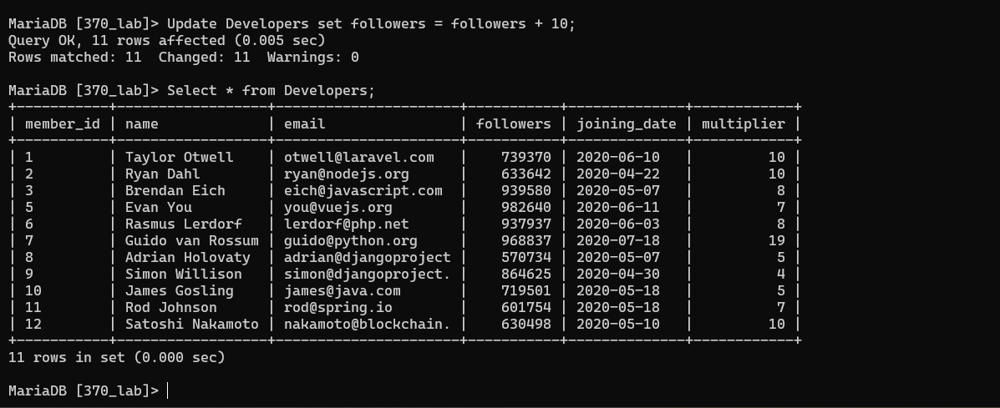 MariaDB [370_lab]> Update Developers set followers = followers + 10;
Query OK, 11 rows affected (0.005 sec)
Rows matched: 11  Changed: 11  Warnings: 0
MariaDB [370_lab]> Select * from Developers;
+-----------+------------------+----------------------+-----------+--------------+------------+
| member_id | name             | email                | followers | joining_date | multiplier |
+-----------+------------------+----------------------+-----------+--------------+------------+
| 1         | Taylor Otwell    | otwell@laravel.com   |    739370 | 2020-06-10   |         10 |
| 2         | Ryan Dahl        | ryan@nodejs.org      |    633642 | 2020-04-22   |         10 |
| 3         | Brendan Eich     | eich@javascript.com  |    939580 | 2020-05-07   |          8 |
| 5         | Evan You         | you@vuejs.org        |    982640 | 2020-06-11   |          7 |
| 6         | Rasmus Lerdorf   | lerdorf@php.net      |    937937 | 2020-06-03   |          8 |
| 7         | Guido van Rossum | guido@python.org     |    968837 | 2020-07-18   |         19 |
| 8         | Adrian Holovaty  | adrian@djangoproject |    570734 | 2020-05-07   |          5 |
| 9         | Simon Willison   | simon@djangoproject. |    864625 | 2020-04-30   |          4 |
| 10        | James Gosling    | james@java.com       |    719501 | 2020-05-18   |          5 |
| 11        | Rod Johnson      | rod@spring.io        |    601754 | 2020-05-18   |          7 |
| 12        | Satoshi Nakamoto | nakamoto@blockchain. |    630498 | 2020-05-10   |         10 |
+-----------+------------------+----------------------+-----------+--------------+------------+
11 rows in set (0.000 sec)
MariaDB [370_lab]>